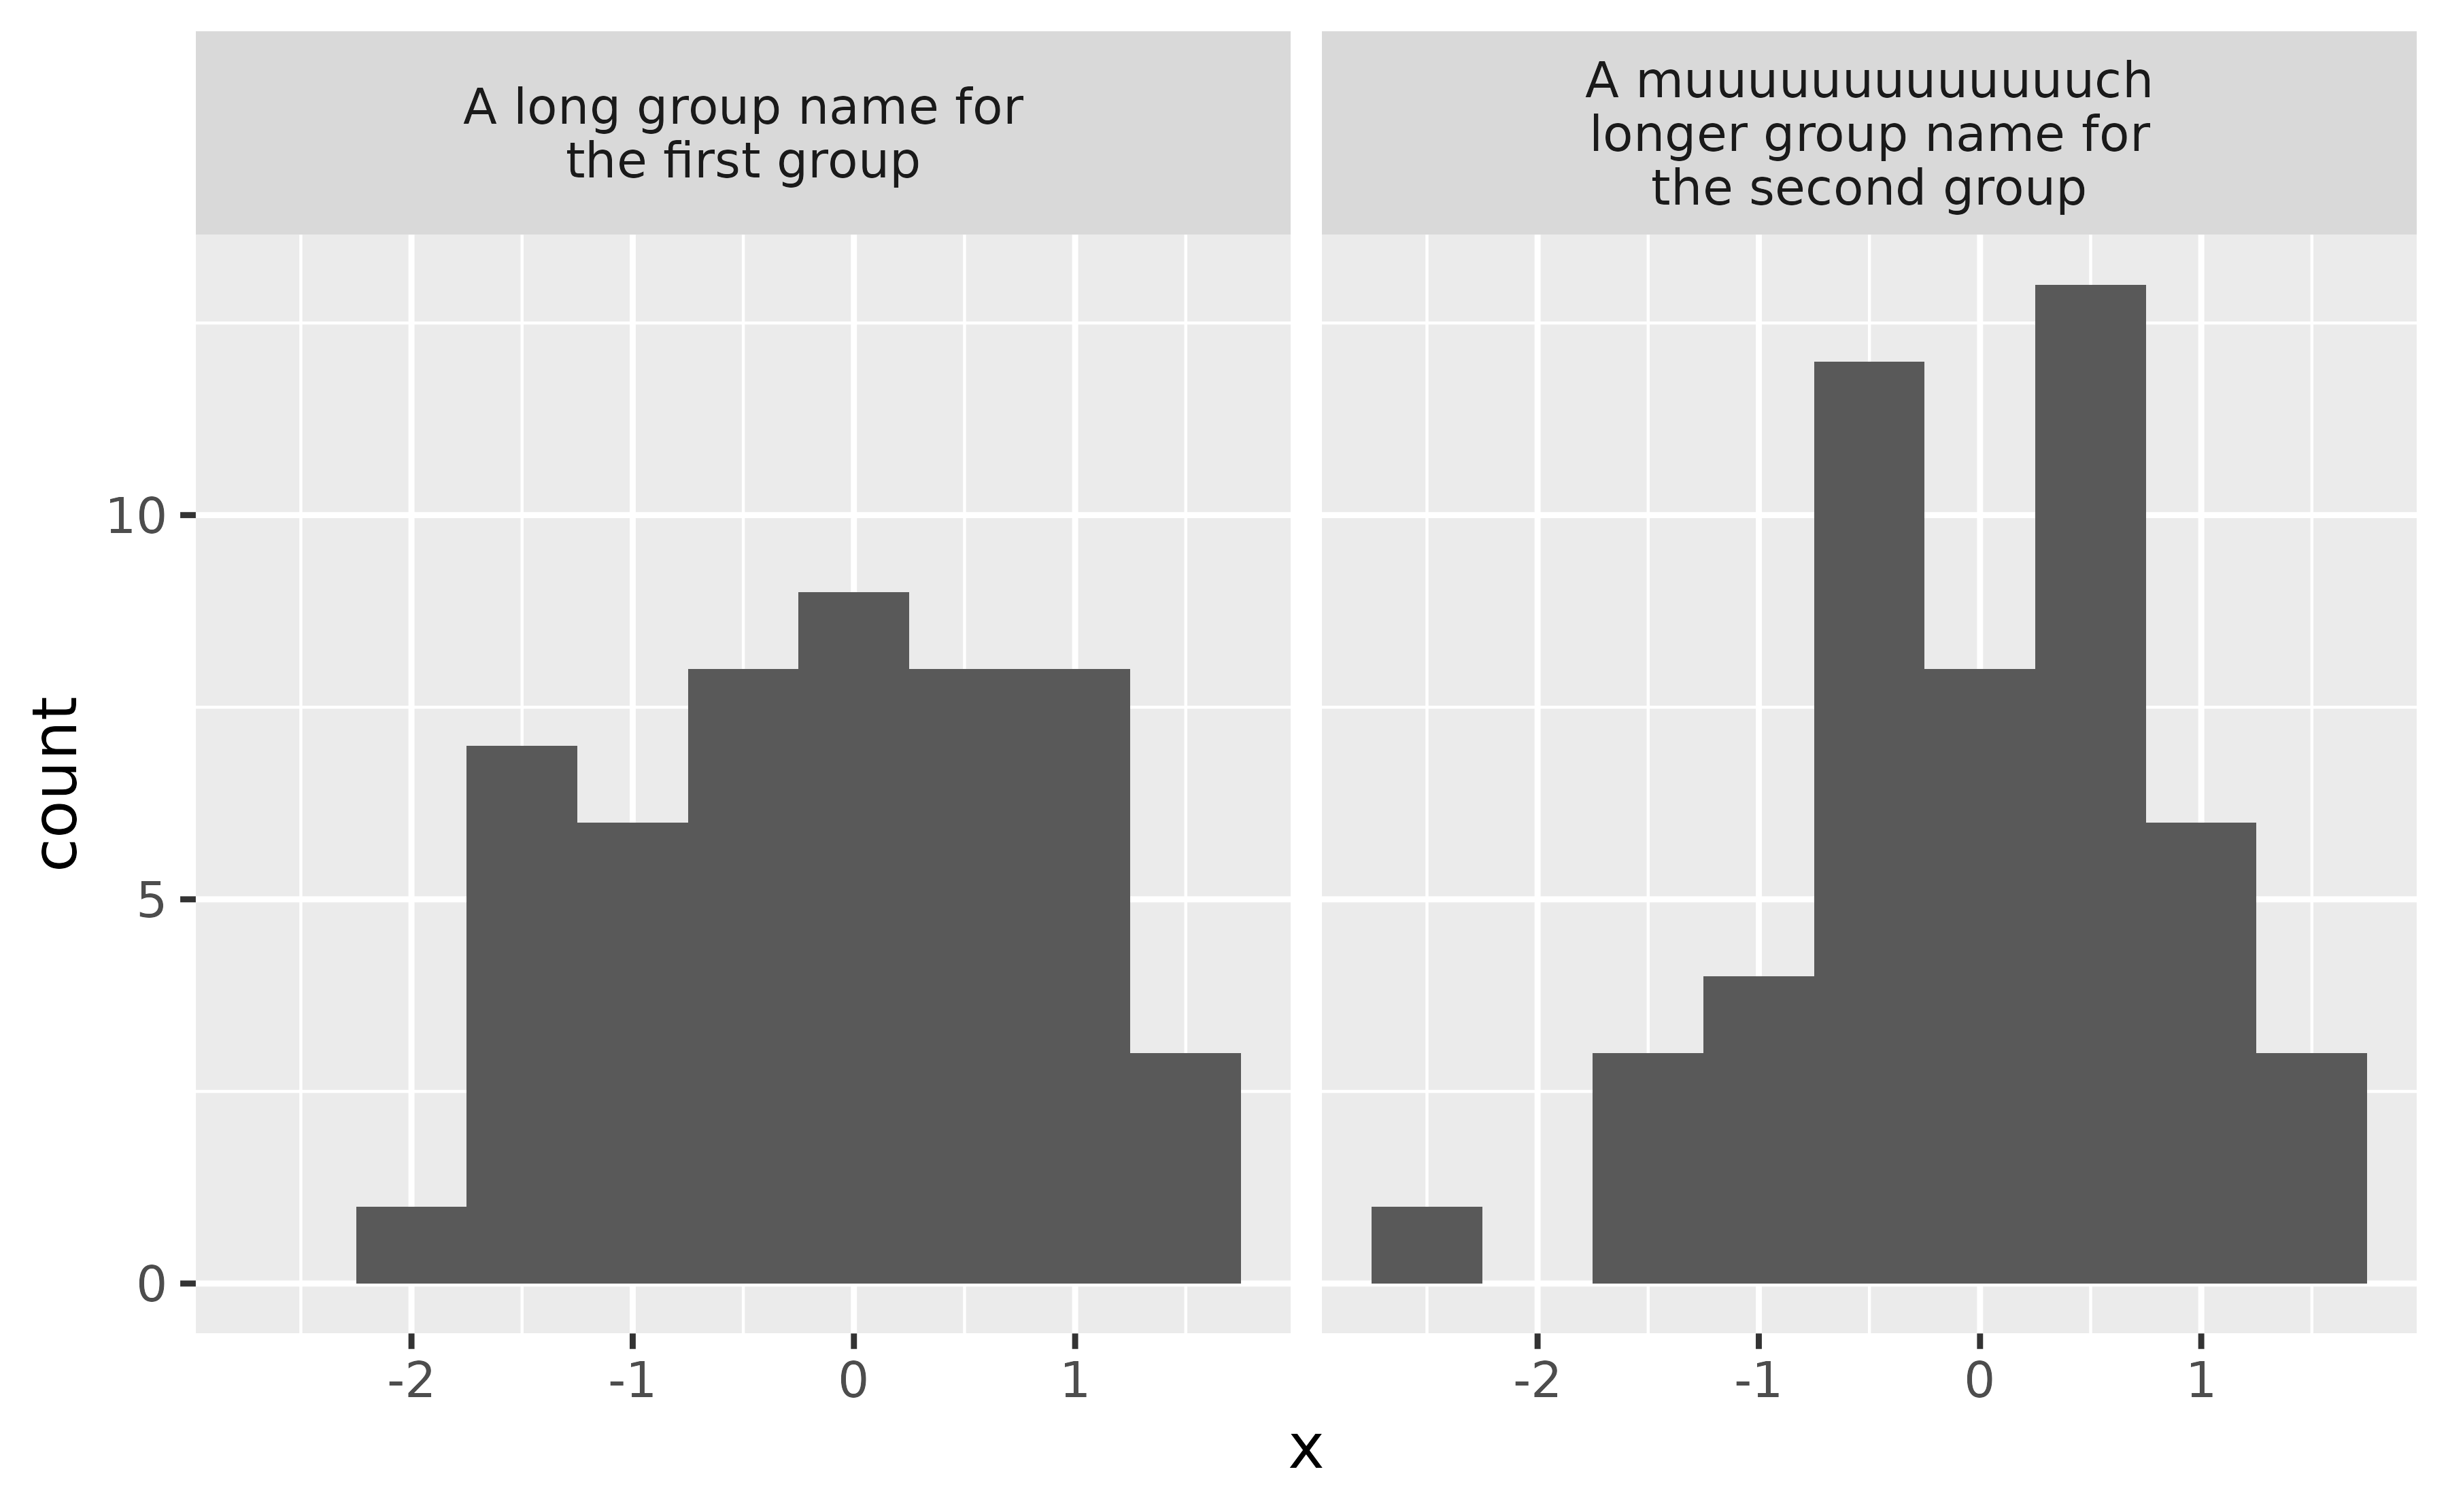 A long group name for
the first group
A muuuuuuuuuuuuuch
longer group name for
the second group
10
5
0
count
-2 -1 0 1
-2 -1 0 1
x